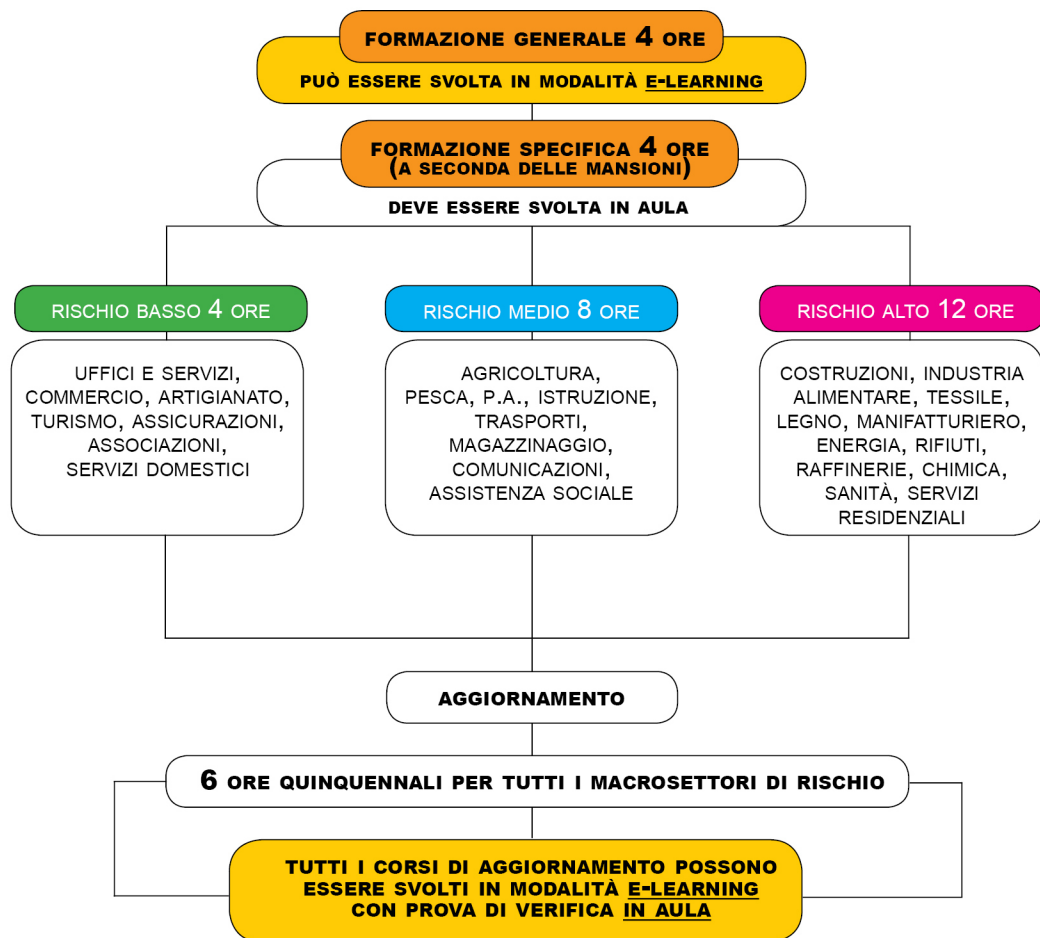 FORMAZIONE GENERALE 4 ORE
PUÒ ESSERE SVOLTA IN MODALITÀ E-LEARNING
FORMAZIONE SPECIFICA 4 ORE
(A SECONDA DELLE MANSIONI)
DEVE ESSERE SVOLTA IN AULA
RISCHIO BASSO 4 ORE
UFFICI E SERVIZI,
COMMERCIO, ARTIGIANATO,
TURISMO, ASSICURAZIONI,
ASSOCIAZIONI,
SERVIZI DOMESTICI
RISCHIO MEDIO 8 ORE
AGRICOLTURA,
PESCA, P.A., ISTRUZIONE,
TRASPORTI,
MAGAZZINAGGIO,
COMUNICAZIONI,
ASSISTENZA SOCIALE
RISCHIO ALTO 12 ORE
COSTRUZIONI, INDUSTRIA
ALIMENTARE, TESSILE,
LEGNO, MANIFATTURIERO,
ENERGIA, RIFIUTI,
RAFFINERIE, CHIMICA,
SANITÀ, SERVIZI
RESIDENZIALI
AGGIORNAMENTO
6 ORE QUINQUENNALI PER TUTTI I MACROSETTORI DI RISCHIO
TUTTI I CORSI DI AGGIORNAMENTO POSSONO
ESSERE SVOLTI IN MODALITÀ E-LEARNING
CON PROVA DI VERIFICA IN AULA